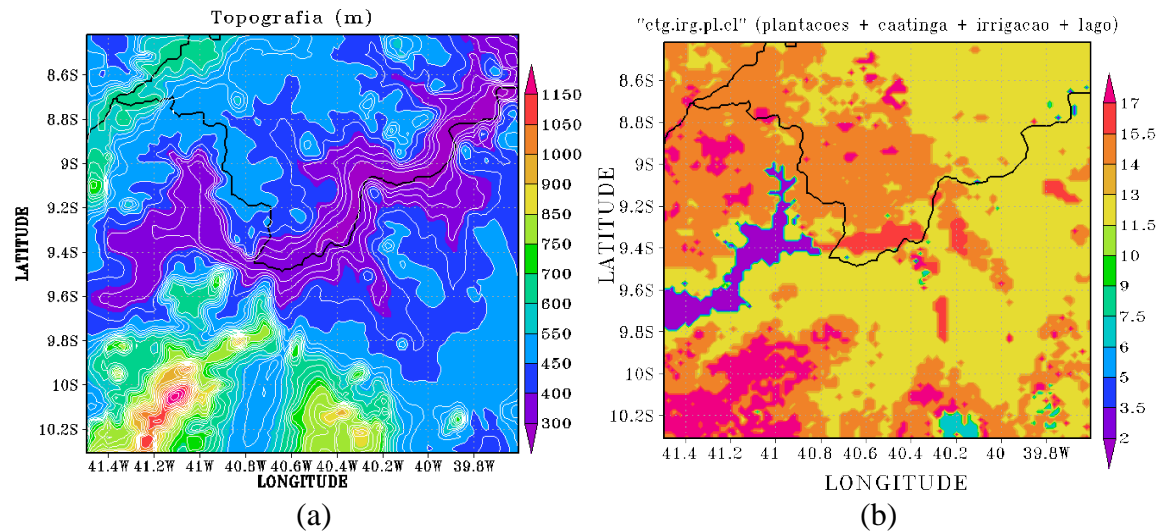 Topografia (m)
8.6S
8.8S
9S
9.2S
9.4S
9.6S
9.8S
10S
10.2S
LATITUDE
41.4W 41.2W 41W 40.8W 40.6W 40.4W 40.2W 40W 39.8W
LONGITUDE
1150
1050
1000
900
850
750
700
600
550
450
400
300
(a)
"ctg.irg.pl.cl" (plantacoes + caatinga + irrigacao + lago)
8.6S
8.8S
9S
9.2S
9.4S
9.6S
9.8S
10S
10.2S
LATITUDE
41.4 41.2 41 40.8 40.6 40.4 40.2 40 39.8W
LONGITUDE
17
15.5
14
13
11.5
10
9
7.5
6
5
3.5
2
(b)